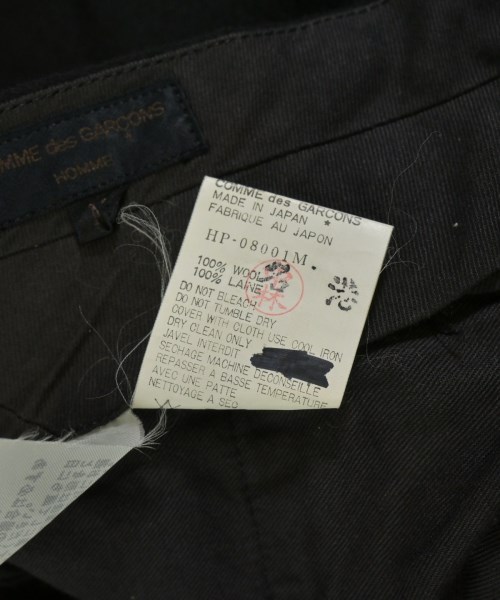 OMME des GARCONS
HOMME
M
COMME des GARCONS
MADE IN JAPAN *
FABRIQUE AU JAPON
HP-08001M.
100% WOOL
100% LAINE
DO NOT BLEACH
DO NOT TUMBLE DRY
COVER WITH CLOTH USE COOL IRON
DRY CLEAN ONLY
JAVEL INTERDIT
SECHAGE MACHINE DECONSEILLE
REPASSER A BASSE TEMPERATURE
AVEC UNE PATTE
NETTOYAGE A SEC